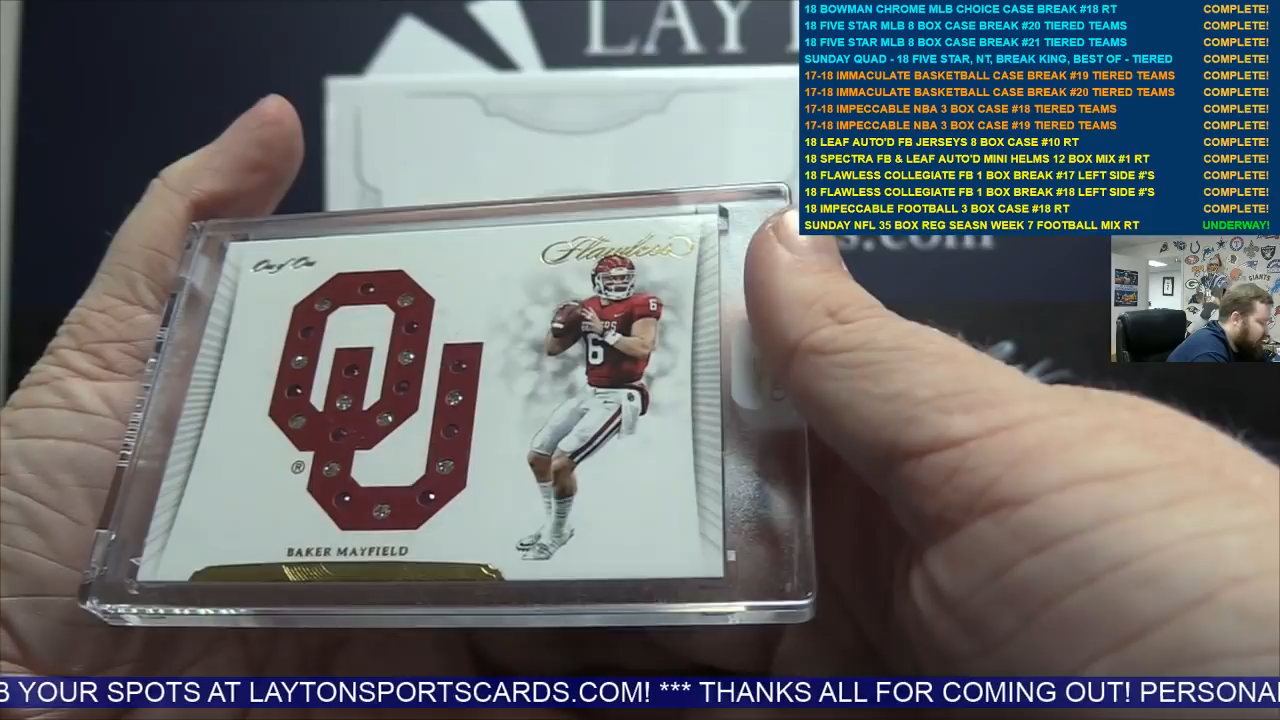 LAYT
18 BOWMAN CHROME MLB CHOICE CASE BREAK #18 RT COMPLETE!
18 FIVE STAR MLB 8 BOX CASE BREAK #20 TIERED TEAMS COMPLETE!
18 FIVE STAR MLB 8 BOX CASE BREAK #21 TIERED TEAMS COMPLETE!
SUNDAY QUAD - 18 FIVE STAR, NT, BREAK KING, BEST OF - TIERED COMPLETE!
17-18 IMMACULATE BASKETBALL CASE BREAK #19 TIERED TEAMS COMPLETE!
17-18 IMMACULATE BASKETBALL CASE BREAK #20 TIERED TEAMS COMPLETE!
17-18 IMPECCABLE NBA 3 BOX CASE #18 TIERED TEAMS COMPLETE!
17-18 IMPECCABLE NBA 3 BOX CASE #19 TIERED TEAMS COMPLETE!
18 LEAF AUTO'D FB JERSEYS 8 BOX CASE #10 RT COMPLETE!
18 SPECTRA FB & LEAF AUTO'D MINI HELMS 12 BOX MIX #1 RT COMPLETE!
18 FLAWLESS COLLEGIATE FB 1 BOX BREAK #17 LEFT SIDE #'S COMPLETE!
18 FLAWLESS COLLEGIATE FB 1 BOX BREAK #18 LEFT SIDE #'S COMPLETE!
18 IMPECCABLE FOOTBALL 3 BOX CASE #18 RT COMPLETE!
SUNDAY NFL 35 BOX REG SEASN WEEK 7 FOOTBALL MIX RT UNDERWAY!
s.com
One of One
Flawless
OU
®
6
6
BAKER MAYFIELD
GIANTS
B YOUR SPOTS AT LAYTONSPORTSCARDS.COM! *** THANKS ALL FOR COMING OUT! PERSONA